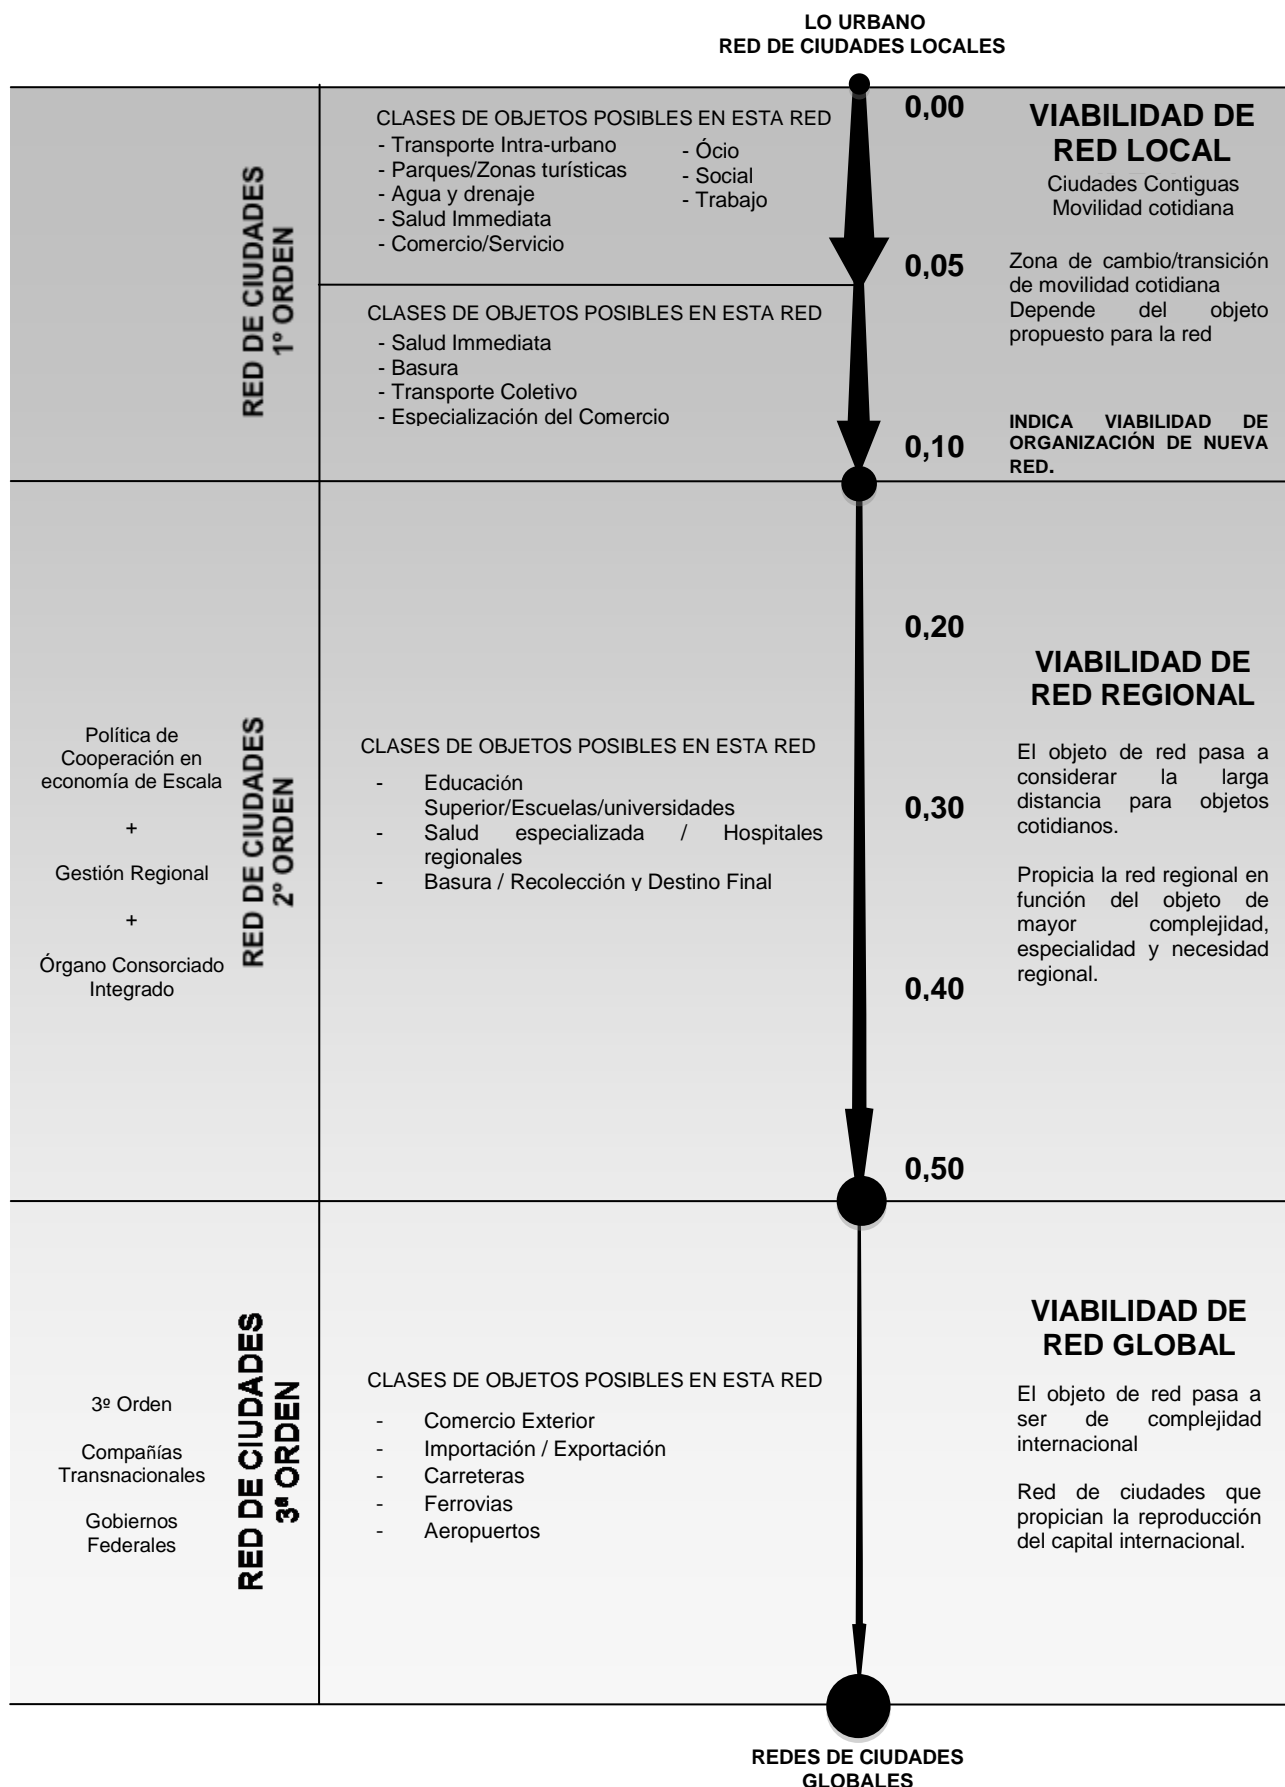 LO URBANO
RED DE CIUDADES LOCALES
RED DE CIUDADES
1º ORDEN
CLASES DE OBJETOS POSIBLES EN ESTA RED
- Transporte Intra-urbano
- Parques/Zonas turísticas
- Agua y drenaje
- Salud Immediata
- Comercio/Servicio
- Ócio
- Social
- Trabajo
0,00
VIABILIDAD DE
RED LOCAL
Ciudades Contiguas
Movilidad cotidiana
0,05
Zona de cambio/transición
de movilidad cotidiana
Depende del objeto
propuesto para la red
CLASES DE OBJETOS POSIBLES EN ESTA RED
- Salud Immediata
- Basura
- Transporte Coletivo
- Especialización del Comercio
0,10
INDICA VIABILIDAD DE
ORGANIZACIÓN DE NUEVA
RED.
Política de
Cooperación en
economía de Escala
+
Gestión Regional
+
Órgano Consorciado
Integrado
RED DE CIUDADES
2º ORDEN
CLASES DE OBJETOS POSIBLES EN ESTA RED
- Educación
Superior/Escuelas/universidades
- Salud especializada / Hospitales
regionales
- Basura / Recolección y Destino Final
0,20
0,30
0,40
0,50
VIABILIDAD DE
RED REGIONAL
El objeto de red pasa a
considerar la larga
distancia para objetos
cotidianos.
Propicia la red regional en
función del objeto de
mayor complejidad,
especialidad y necesidad
regional.
3º Orden
Compañías
Transnacionales
Gobiernos
Federales
RED DE CIUDADES
3ª ORDEN
CLASES DE OBJETOS POSIBLES EN ESTA RED
- Comercio Exterior
- Importación / Exportación
- Carreteras
- Ferrovias
- Aeropuertos
VIABILIDAD DE
RED GLOBAL
El objeto de red pasa a
ser de complejidad
internacional
Red de ciudades que
propician la reproducción
del capital internacional.
REDES DE CIUDADES
GLOBALES